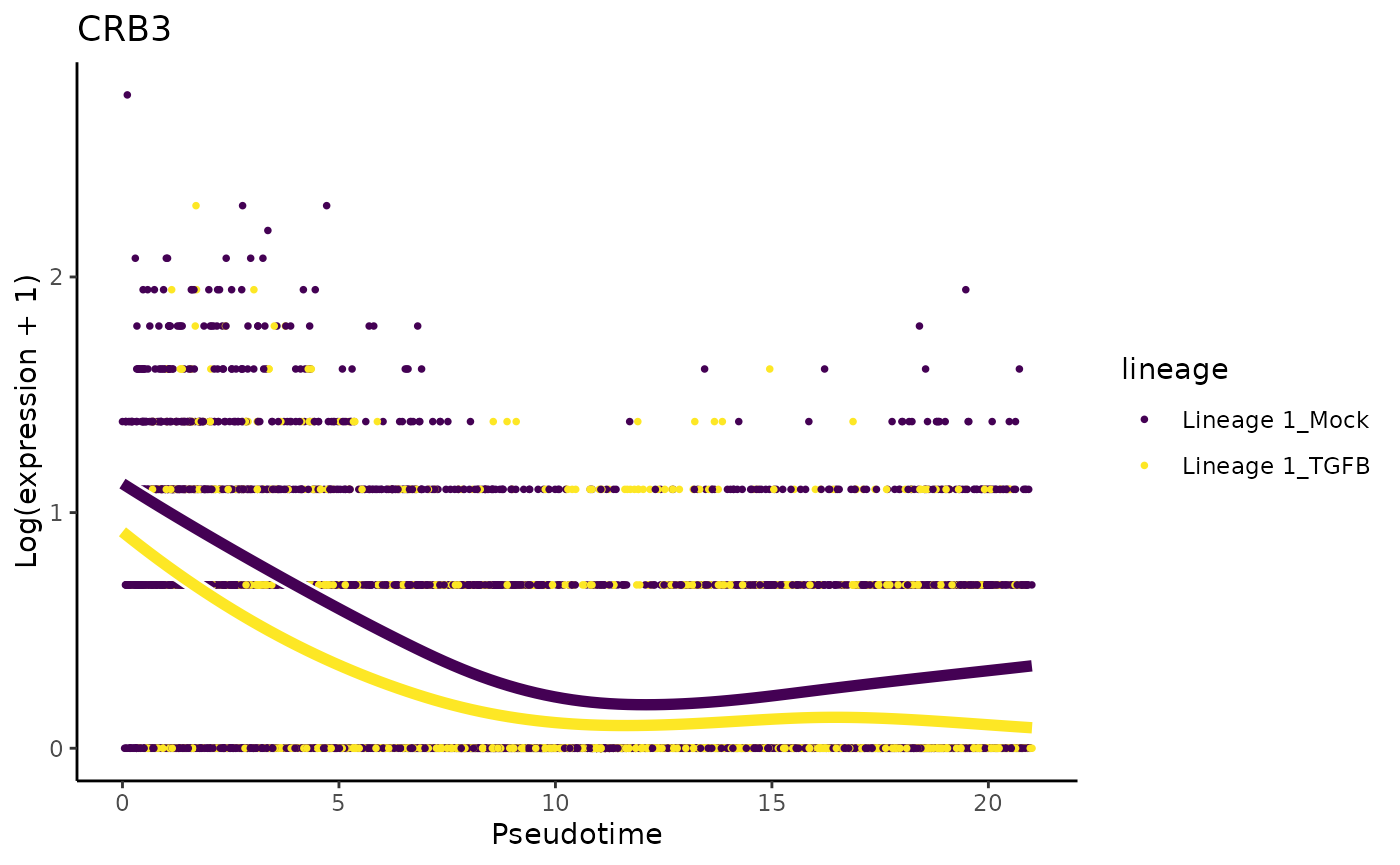 CRB3
Log(expression + 1)
2
1
0
0 5 10 15 20
Pseudotime
lineage
Lineage 1_Mock
Lineage 1_TGFB